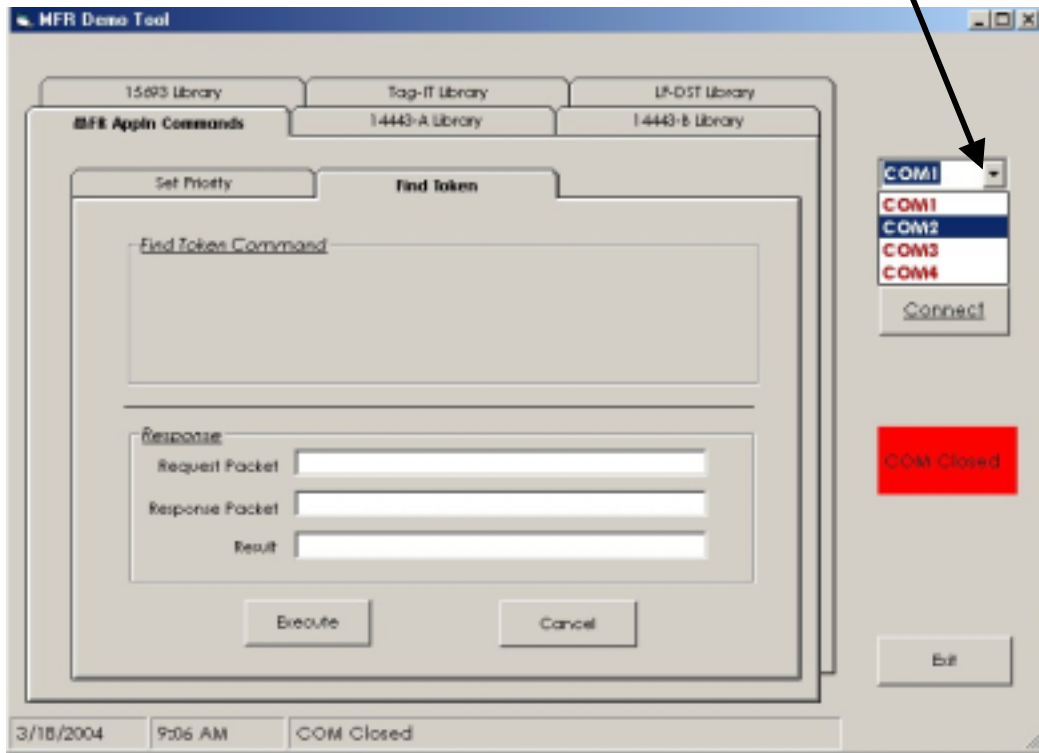 MFR Demo Tool
15693 Library
Tag-IT Library
LF-DST Library
MFR Appln Commands
14443-A Library
14443-B Library
Set Priority
Find Token
COM1
COM1
COM2
COM3
COM4
Find Token Command
Connect
Response
Request Packet
Response Packet
Result
COM Closed
Execute
Cancel
Exit
3/18/2004
9:06 AM
COM Closed